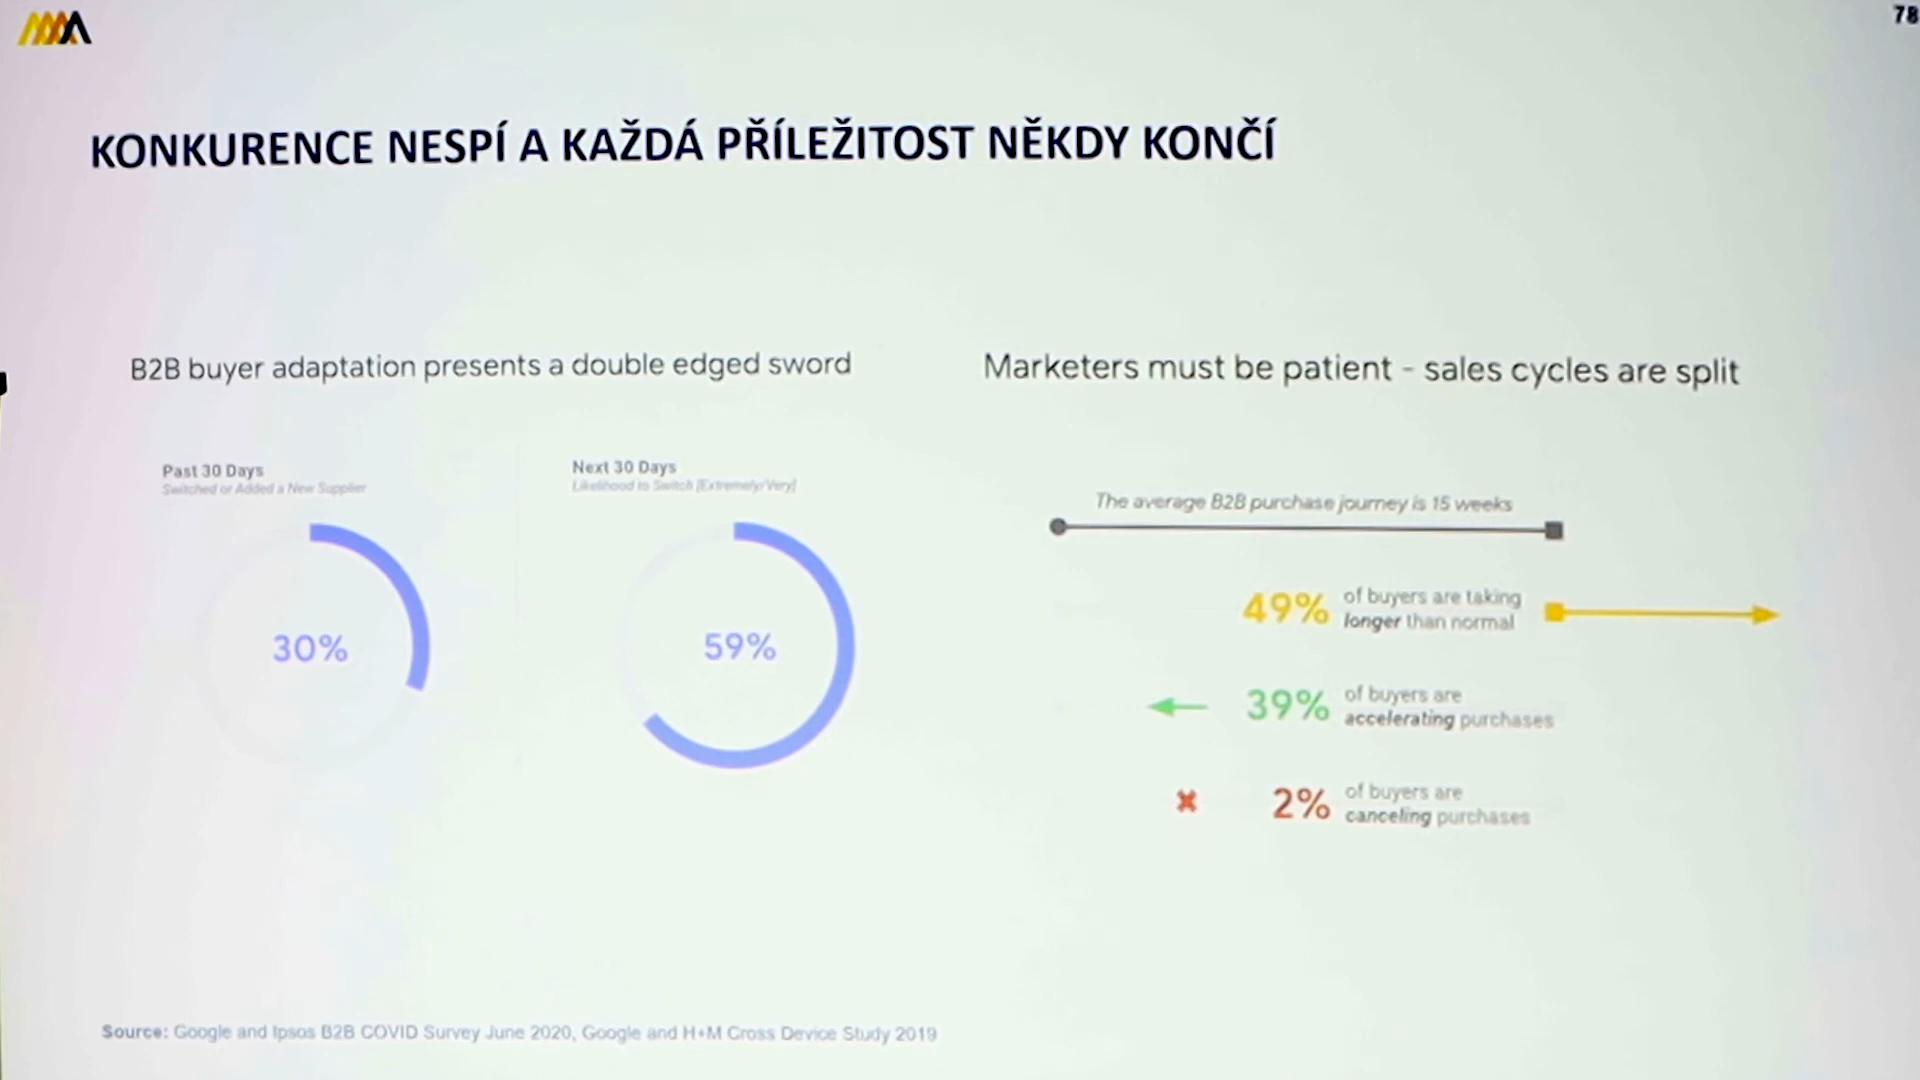 78
KONKURENCE NESPÍ A KAŽDÁ PŘÍLEŽITOST NĚKDY KONČÍ
B2B buyer adaptation presents a double edged sword
Past 30 Days
Switched or Added a New Supplier
30%
Next 30 Days
Likelihood to Switch [Extremely/Very]
59%
Marketers must be patient - sales cycles are split
The average B2B purchase journey is 15 weeks
49% of buyers are taking
longer than normal
39% of buyers are
accelerating purchases
2% of buyers are
canceling purchases
Source: Google and Ipsos B2B COVID Survey June 2020, Google and H+M Cross Device Study 2019